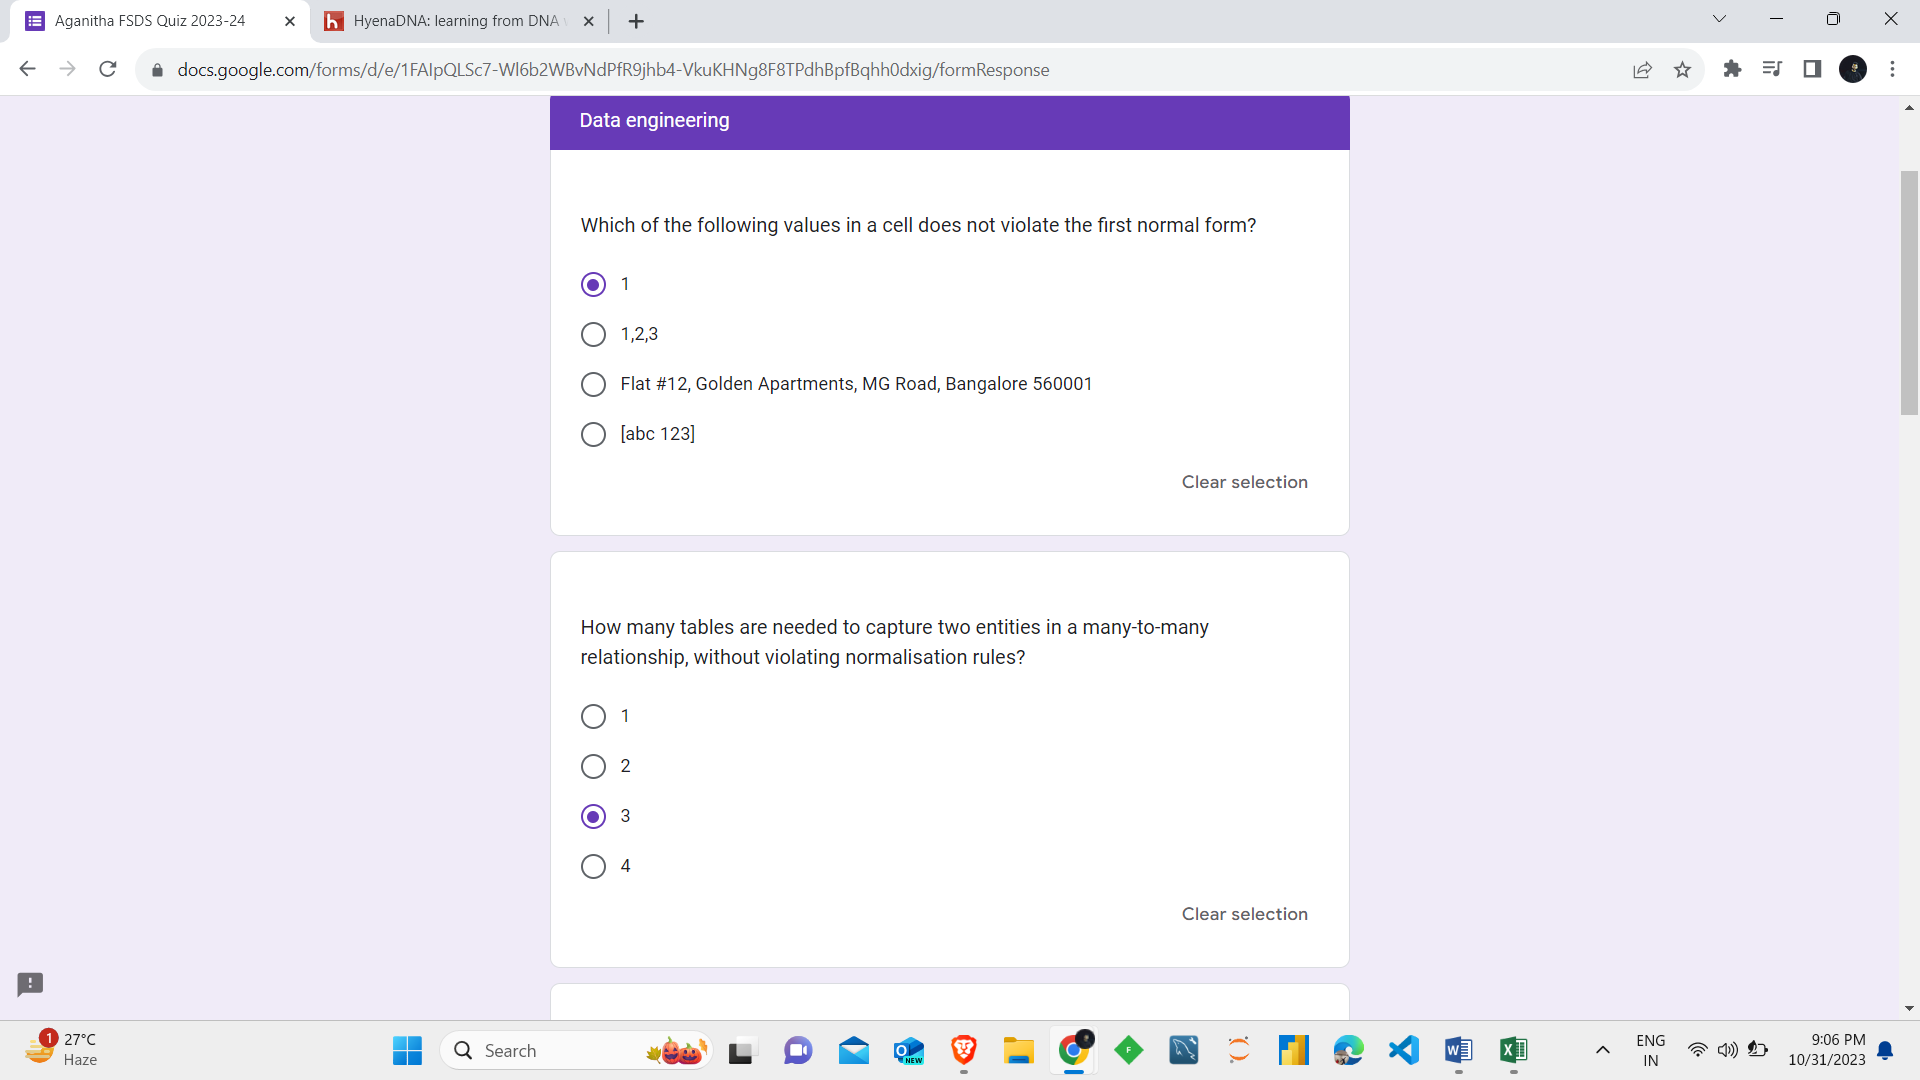 Aganitha FSDS Quiz 2023-24
HyenaDNA: learning from DNA
docs.google.com/forms/d/e/1FAIpQLSc7-Wl6b2WBvNdPfR9jhb4-VkuKHNg8F8TPdhBpfBqhh0dxig/formResponse
Data engineering
Which of the following values in a cell does not violate the first normal form?
1
1,2,3
Flat #12, Golden Apartments, MG Road, Bangalore 560001
[abc 123]
Clear selection
How many tables are needed to capture two entities in a many-to-many
relationship, without violating normalisation rules?
1
2
3
4
Clear selection
1
27°C
Haze
Search
NEW
ENG
IN
9:06 PM
10/31/2023